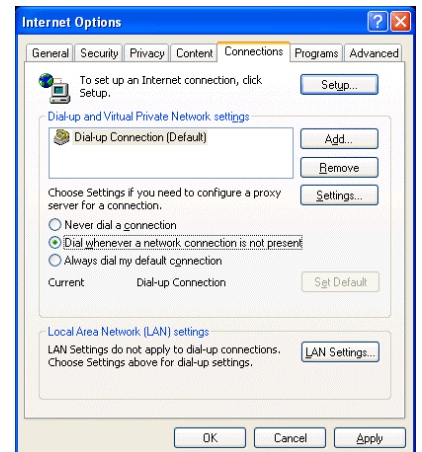 Internet Options
General Security Privacy Content Connections Programs Advanced
To set up an Internet connection, click
Setup.
Setup...
Dial-up and Virtual Private Network settings
Dial-up Connection (Default)
Add...
Remove
Choose Settings if you need to configure a proxy
server for a connection.
Settings...
Never dial a connection
Dial whenever a network connection is not present
Always dial my default connection
Current Dial-up Connection Set Default
Local Area Network (LAN) settings
LAN Settings do not apply to dial-up connections.
Choose Settings above for dial-up settings.
LAN Settings...
OK Cancel Apply